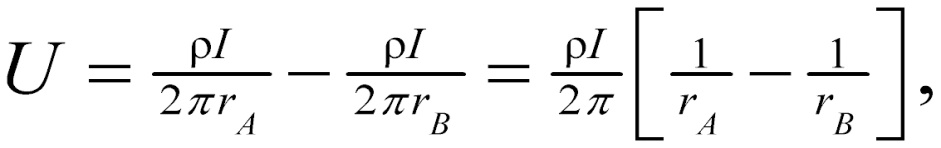 U = ρI/2πr_A − ρI/2πr_B = ρI/2π [1/r_A − 1/r_B],